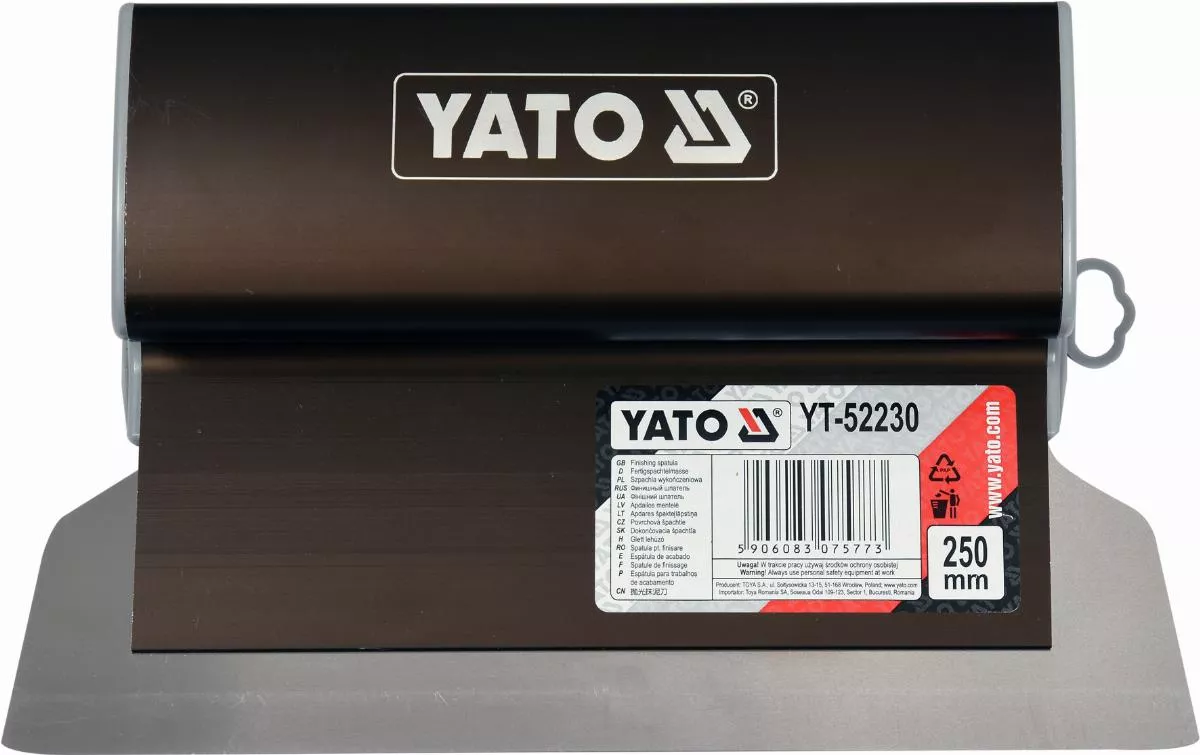 YATO ®
YATO ® YT-52230
GB Finishing spatula
D Fertigspachtelmasse
PL Szpachla wykończeniowa
RUS Финишный шпатель
UA Фінішний шпатель
LV Apdailos mentelė
LT Apdares špakteļlāpstiņa
CZ Povrchová špachtle
SK Dokončovacia špachtľa
H Glett lehúzó
RO Spatula pt. finisare
E Espátula de acabado
F Spatule de finissage
P Espátula para trabalhos
de acabamento
CN 抛光抹泥刀
5 906083 075773
Uwaga! W trakcie pracy używaj środków ochrony osobistej
Warning! Always use personal safety equipment at work
Producent: TOYA S.A., ul. Sołtysowicka 13-15, 51-168 Wrocław, Poland; www.yato.com
Importator: Toya Romania SA, Soseaua Odai 109-123, Sector 1, Bucuresti, Romania
PAP
www.yato.com
250
mm